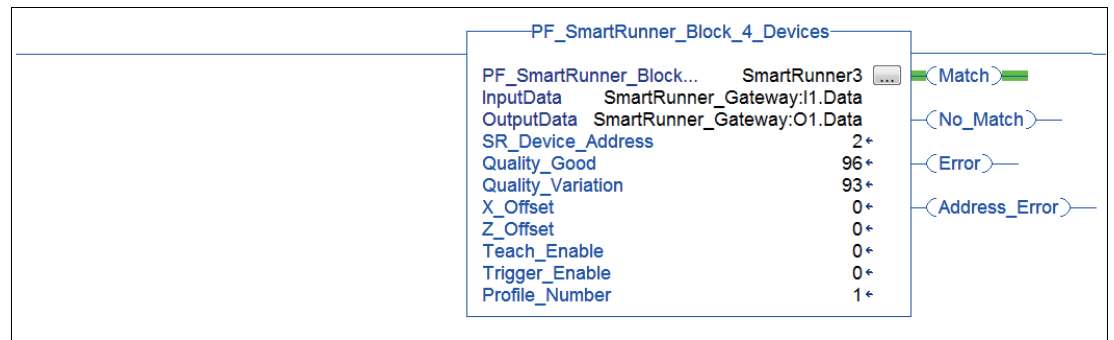 PF_SmartRunner_Block_4_Devices
PF_SmartRunner_Block... SmartRunner3 ... Match
InputData SmartRunner_Gateway:I1.Data
OutputData SmartRunner_Gateway:O1.Data No_Match
SR_Device_Address 2
Quality_Good 96 Error
Quality_Variation 93
X_Offset 0 Address_Error
Z_Offset 0
Teach_Enable 0
Trigger_Enable 0
Profile_Number 1